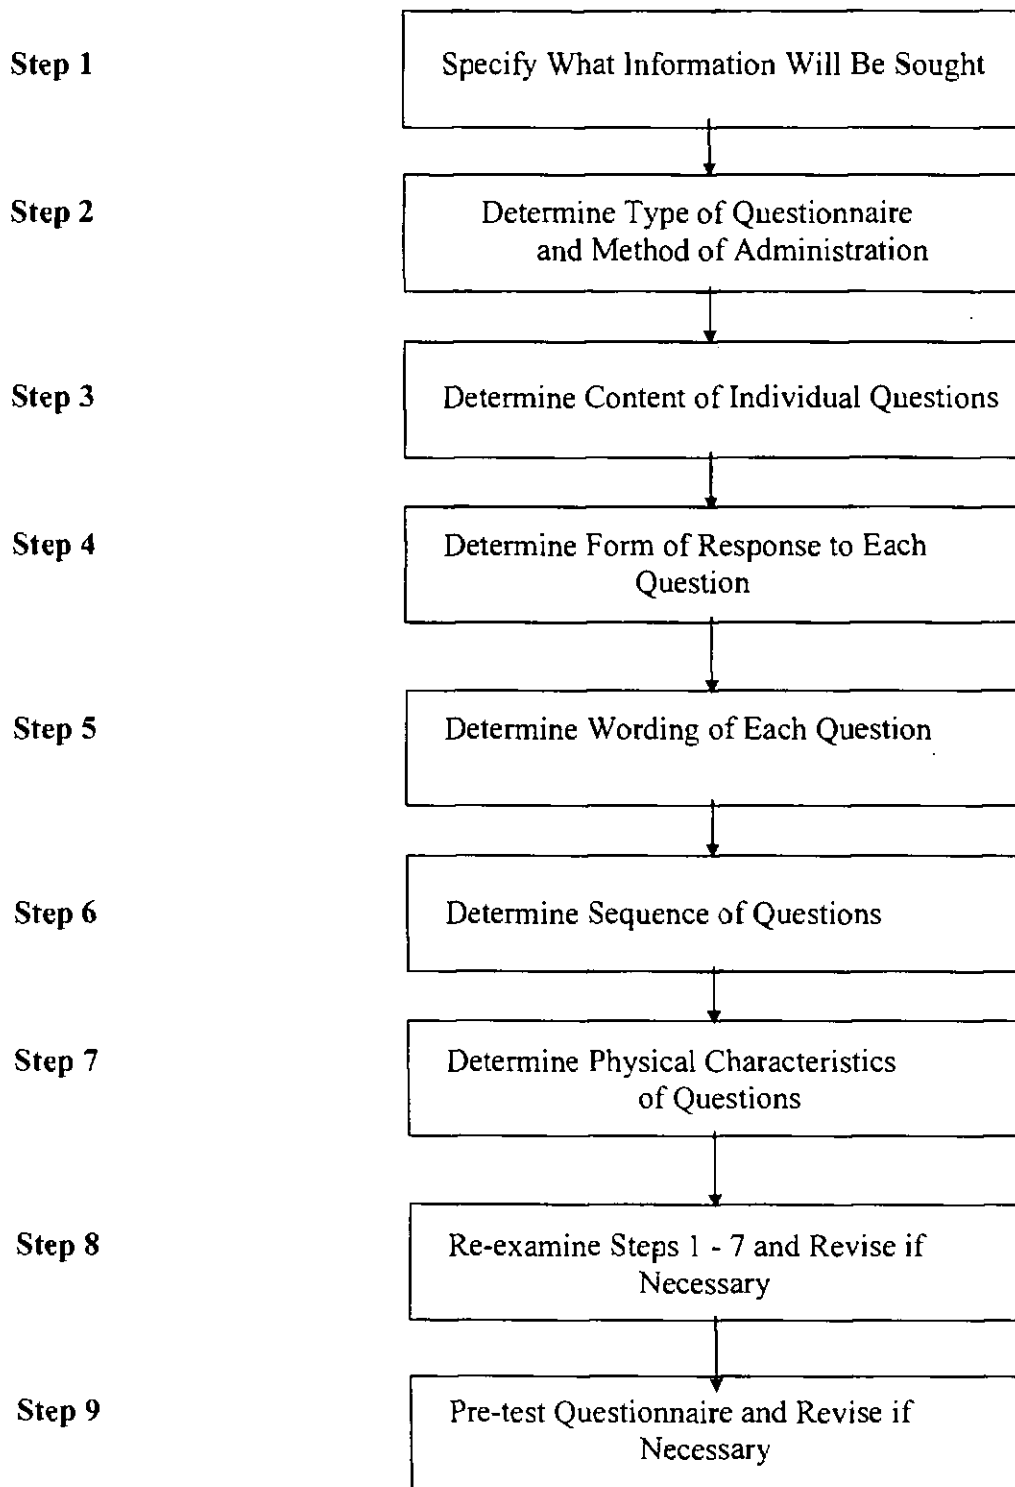 Step 1
Specify What Information Will Be Sought
Step 2
Determine Type of Questionnaire
and Method of Administration
Step 3
Determine Content of Individual Questions
Step 4
Determine Form of Response to Each
Question
Step 5
Determine Wording of Each Question
Step 6
Determine Sequence of Questions
Step 7
Determine Physical Characteristics
of Questions
Step 8
Re-examine Steps 1 - 7 and Revise if
Necessary
Step 9
Pre-test Questionnaire and Revise if
Necessary